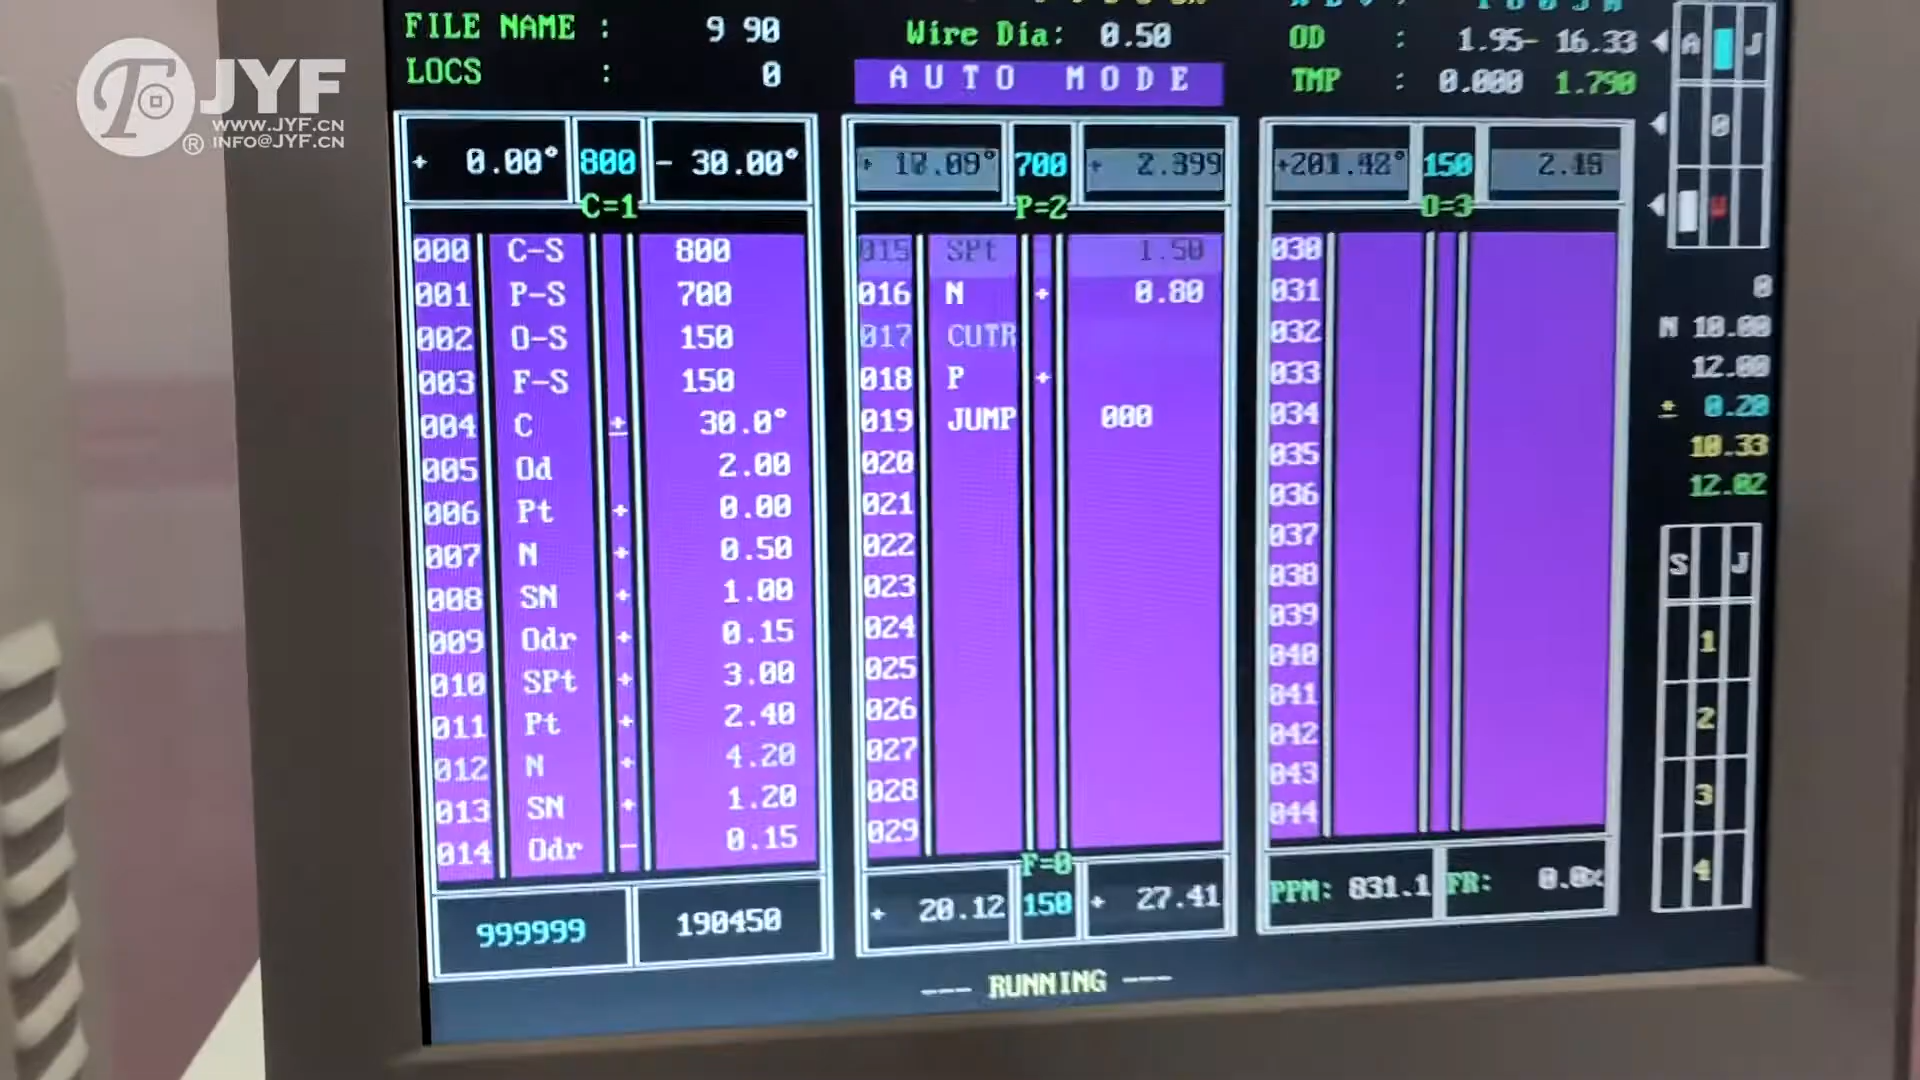 JYF
WWW.JYF.CN
® INFO@JYF.CN
FILE NAME : 9 90
LOCS : 0
Wire Dia: 0.50
AUTO MODE
OD : 1.95- 16.33
TMP : 0.000 1.790
+ 0.00° 800 - 30.00°
C=1
000 C-S 800
001 P-S 700
002 O-S 150
003 F-S 150
004 C ± 30.0°
005 Od 2.00
006 Pt + 0.00
007 N + 0.50
008 SN + 1.00
009 Odr + 0.15
010 SPt + 3.00
011 Pt + 2.40
012 N + 4.20
013 SN + 1.20
014 Odr - 0.15
999999 190450
700 + 2.399
P=2
015 SPt 1.50
016 N + 0.80
017 CUTR
018 P +
019 JUMP 000
020
021
022
023
024
025
026
027
028
029
F=0
+ 20.12 150 + 27.41
150
O=3
030
031
032
033
034
035
036
037
038
039
040
041
042
043
044
PPM: 831.1 FR:
A J
0
0
N 10.00
12.00
± 0.20
10.33
12.02
S J
1
2
3
4
--- RUNNING ---